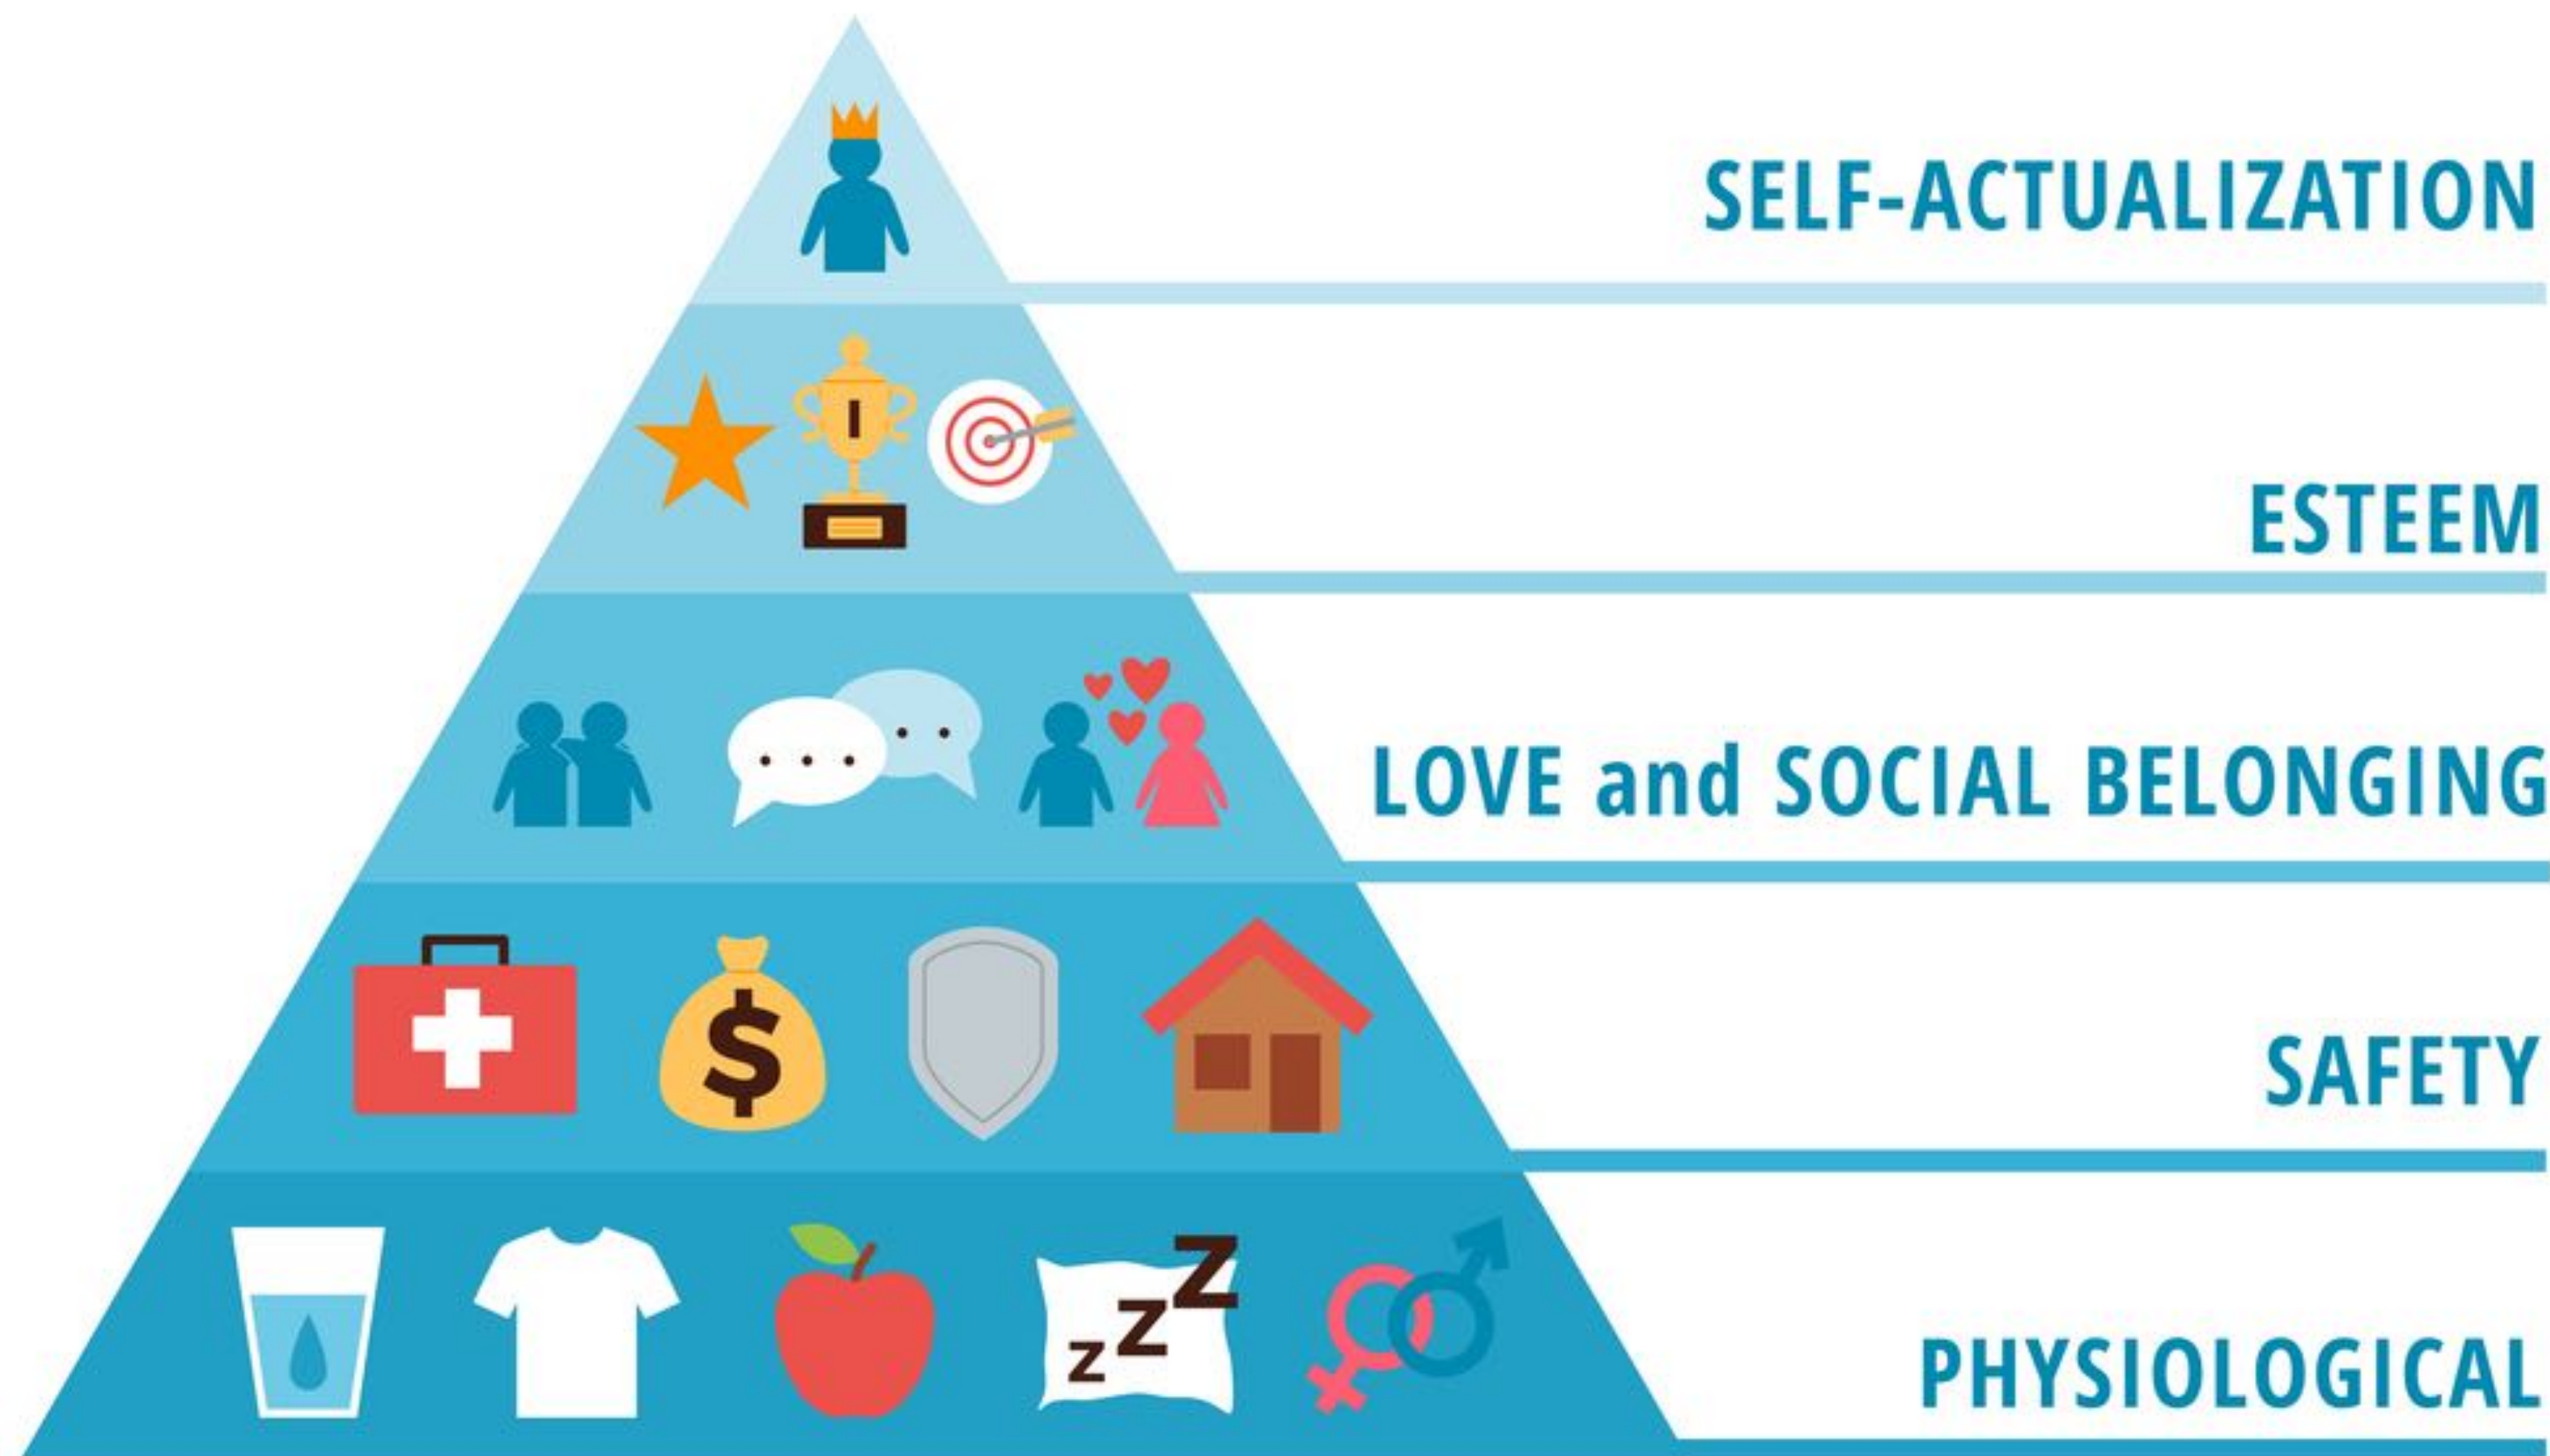 SELF-ACTUALIZATION
I
ESTEEM
LOVE and SOCIAL BELONGING
$
SAFETY
z z Z
PHYSIOLOGICAL